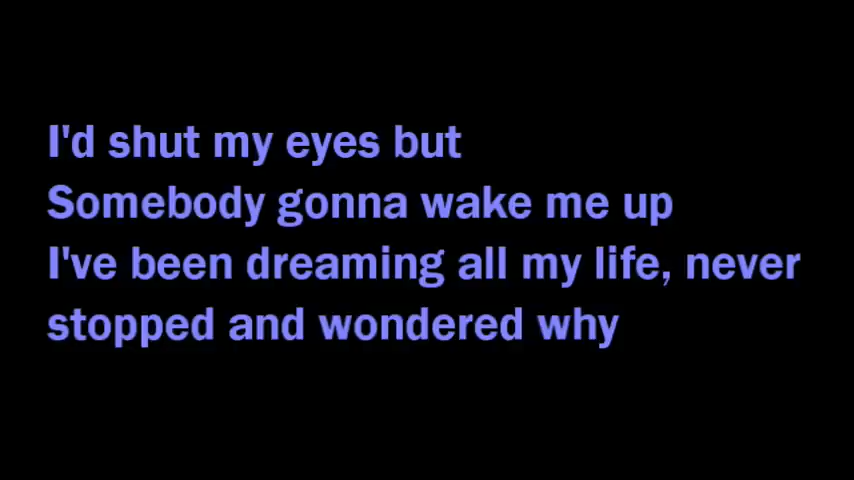 I'd shut my eyes but
Somebody gonna wake me up
I've been dreaming all my life, never
stopped and wondered why